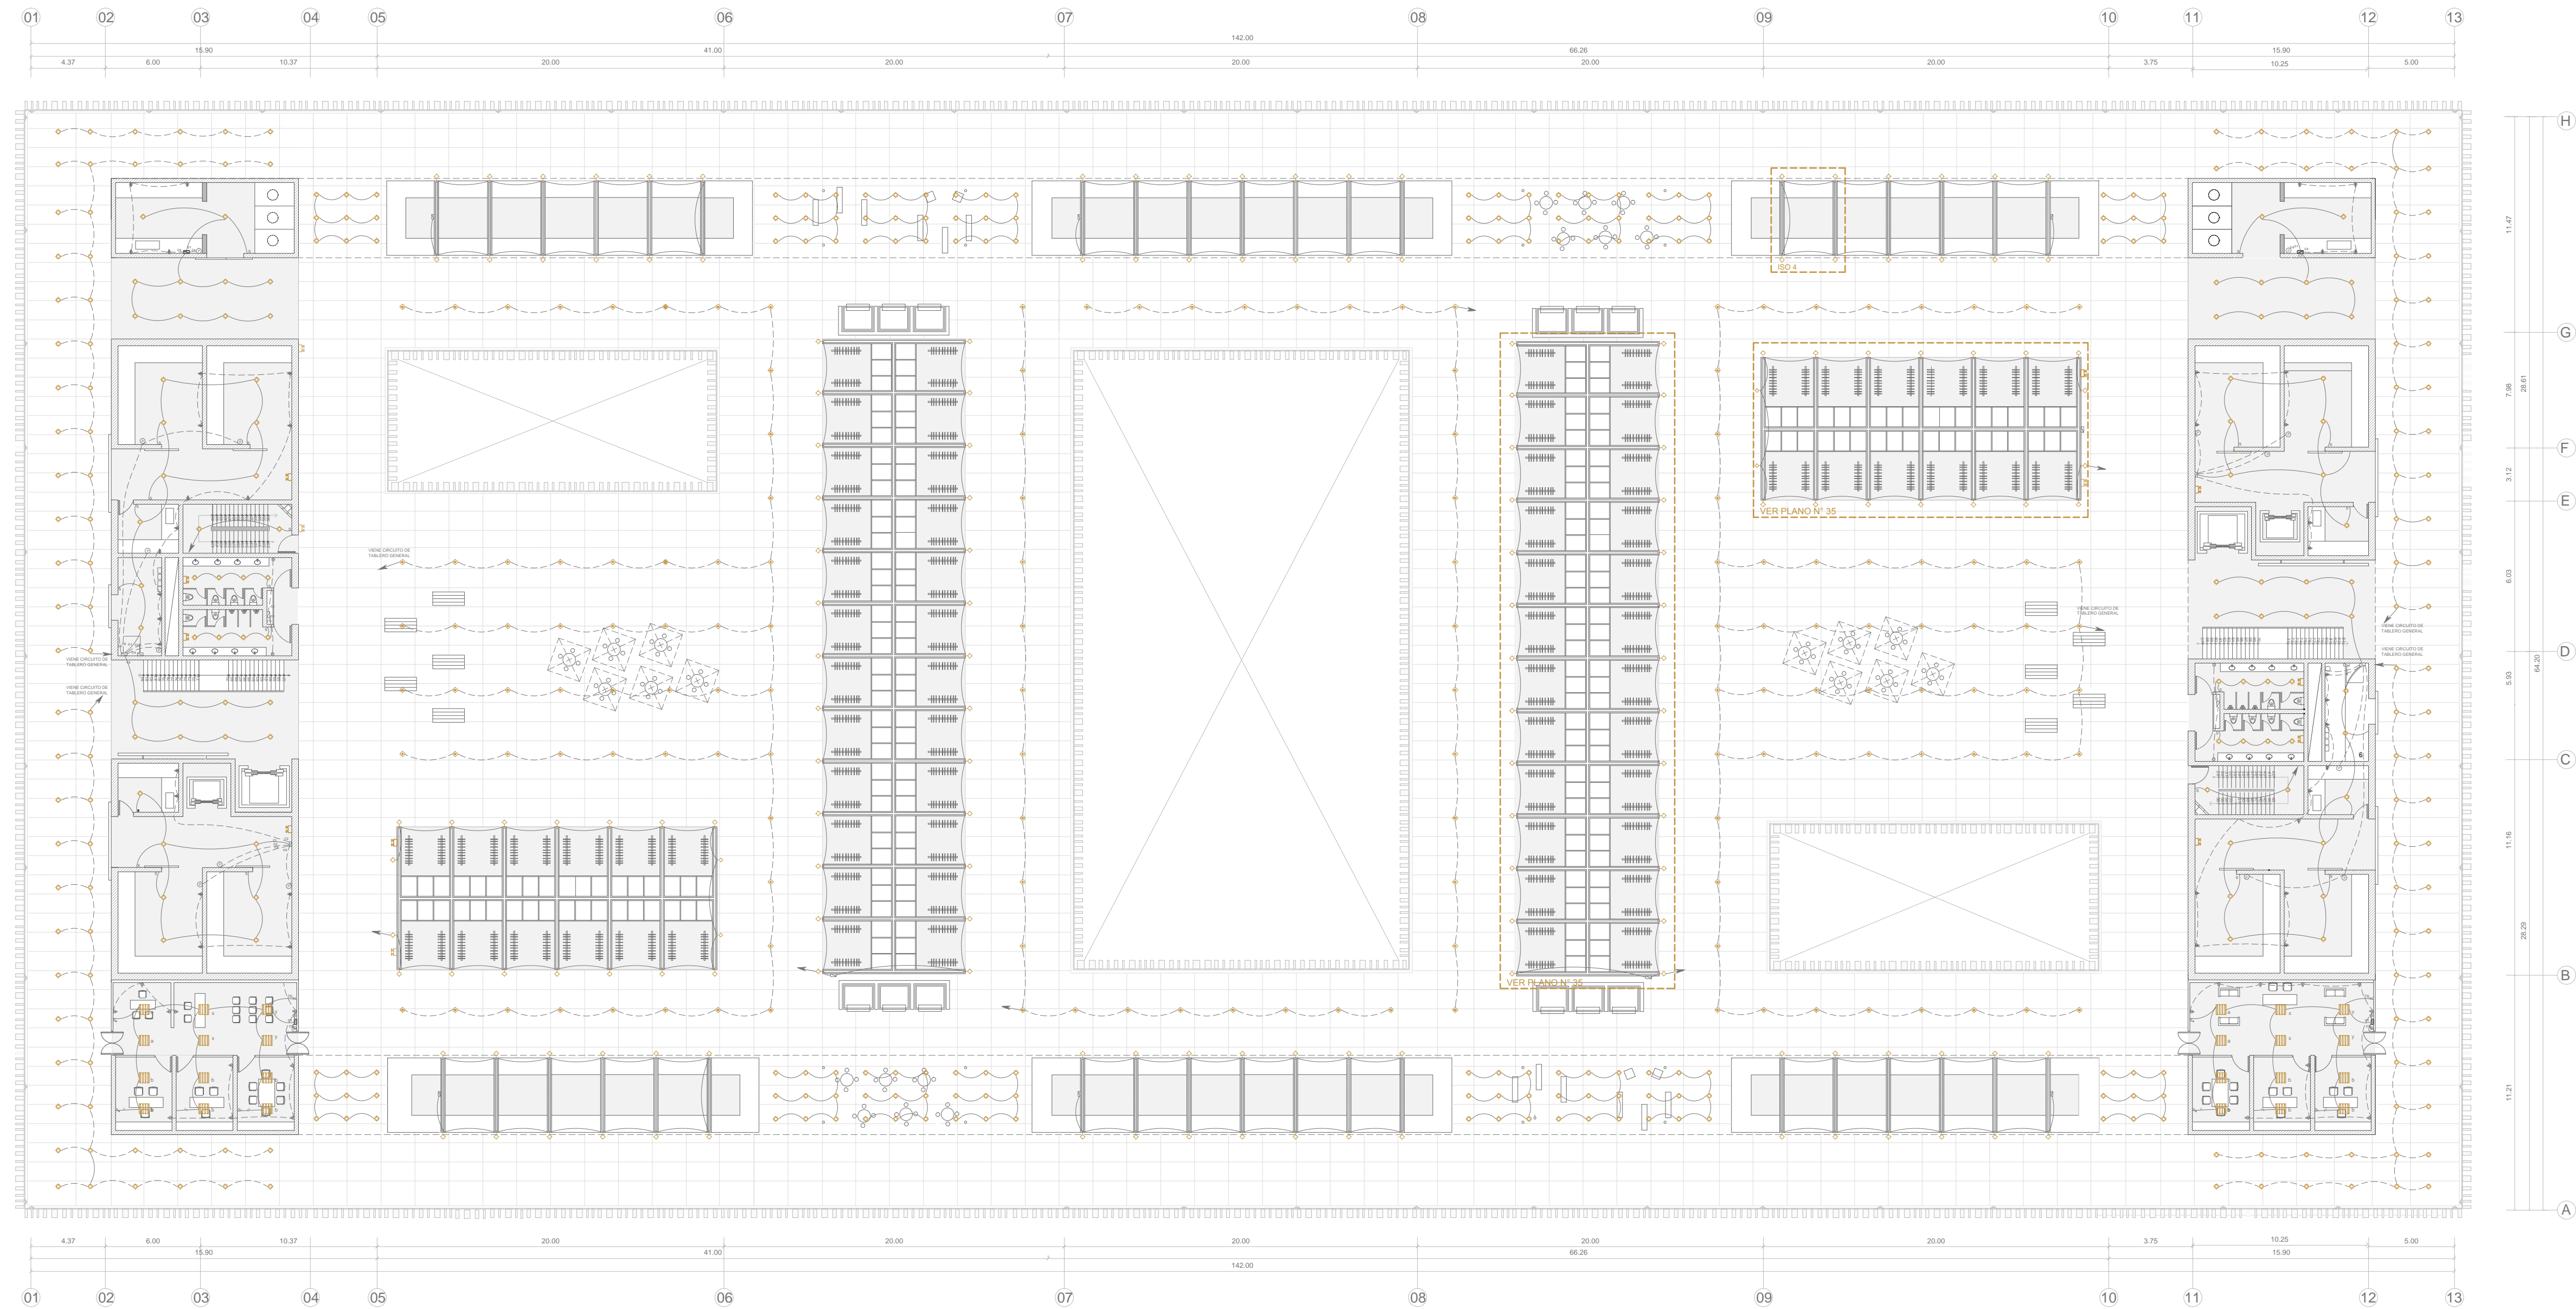 01 02 03 04 05 06 07 08 09 10 11 12 13
142.00
15.90 41.00 66.26 15.90
4.37 6.00 10.37 20.00 20.00 20.00 20.00 20.00 3.75 10.25 5.00
H
11.47
ISO 4
G
28.61
7.98
F
3.12
VER PLANO N° 35
E
VIENE CIRCUITO DE
TABLERO GENERAL
6.03
VIENE CIRCUITO DE
TABLERO GENERAL
VIENE CIRCUITO DE
TABLERO GENERAL
VIENE CIRCUITO DE
TABLERO GENERAL
VIENE CIRCUITO DE
TABLERO GENERAL
D
64.20
5.93
VIENE CIRCUITO DE
TABLERO GENERAL
C
11.16
28.29
VER PLANO N° 35
B
11.21
A
4.37 6.00 10.37 20.00 20.00 20.00 20.00 20.00 3.75 10.25 5.00
15.90 41.00 66.26 15.90
142.00
01 02 03 04 05 06 07 08 09 10 11 12 13